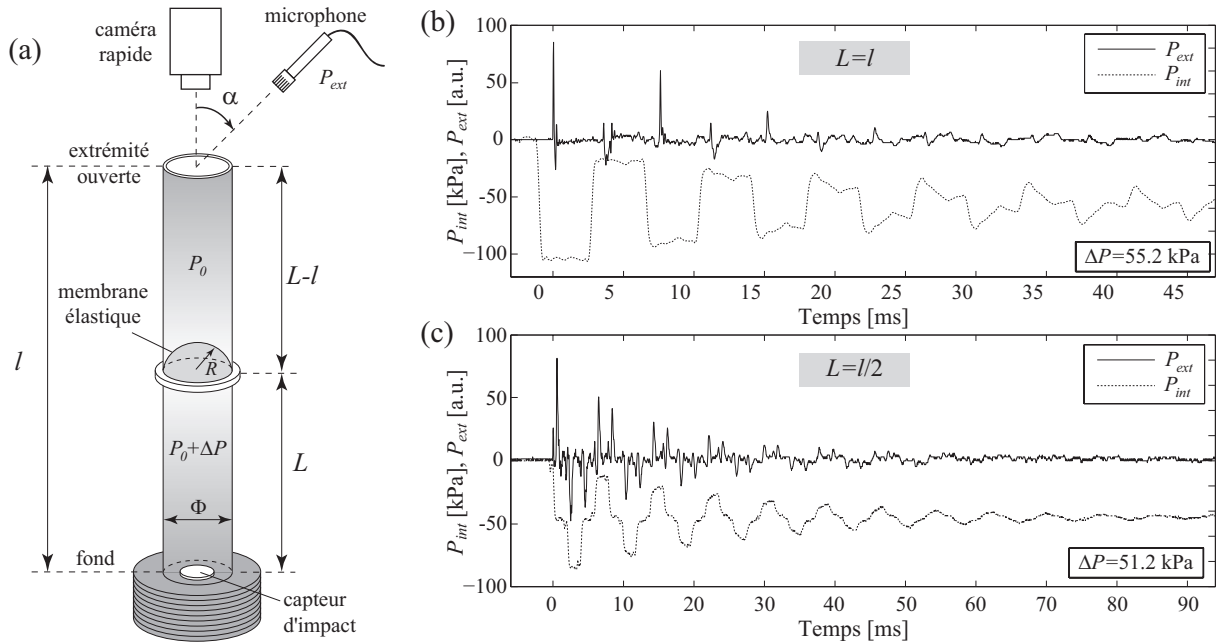 (a)
caméra
rapide
microphone
P_ext
α
extrémité
ouverte
P_0
L-l
membrane
élastique
R
l
P_0+ΔP
L
Φ
fond
capteur
d'impact
(b)
L=l
P_ext
P_int
P_int [kPa], P_ext [a.u.]
100
50
0
−50
−100
ΔP=55.2 kPa
0 5 10 15 20 25 30 35 40 45
Temps [ms]
(c)
L=l/2
P_ext
P_int
P_int [kPa], P_ext [a.u.]
100
50
0
−50
−100
ΔP=51.2 kPa
0 10 20 30 40 50 60 70 80 90
Temps [ms]